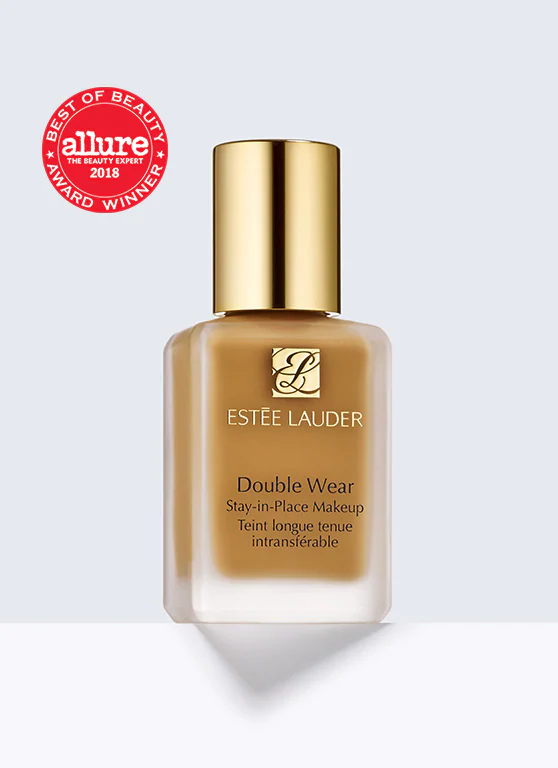 BEST OF BEAUTY
allure
THE BEAUTY EXPERT
2018
AWARD WINNER
EL
ESTĒE LAUDER
Double Wear
Stay-in-Place Makeup
Teint longue tenue
intransférable